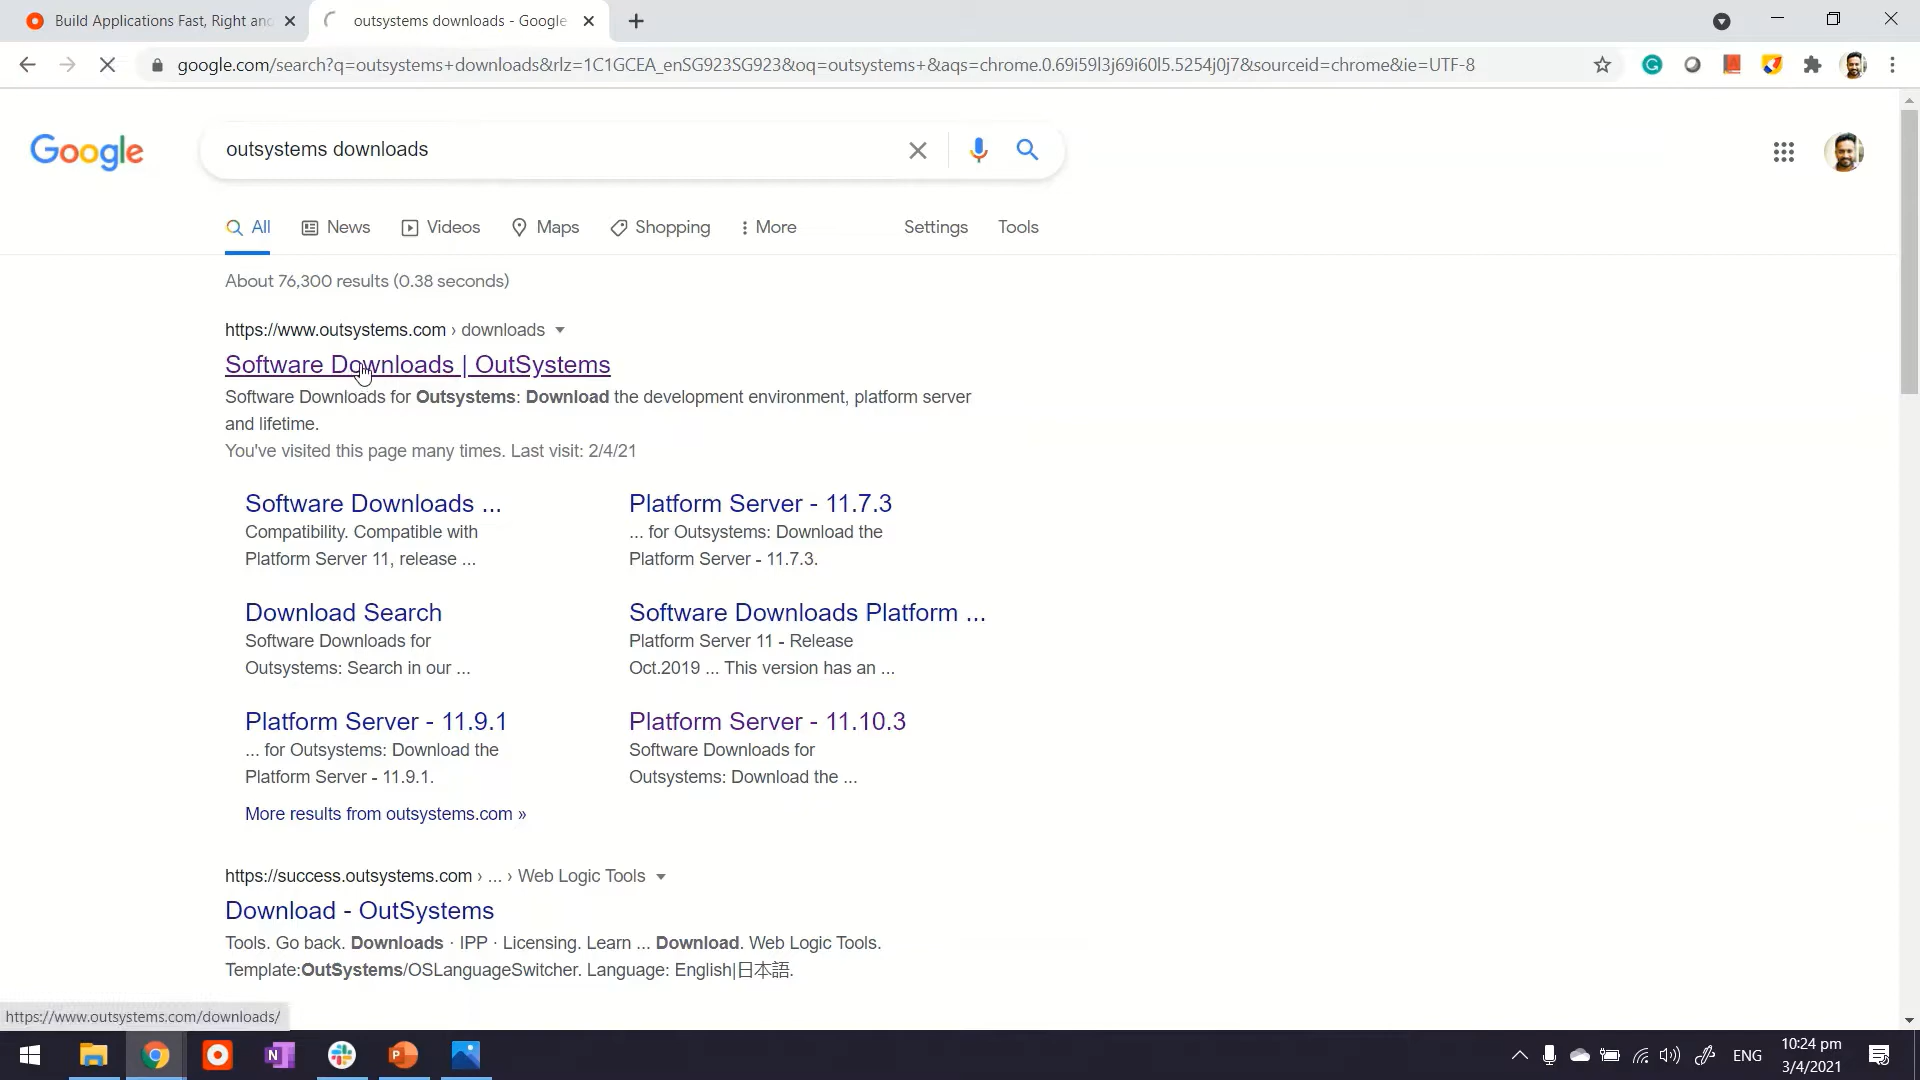 Build Applications Fast, Right and
outsystems downloads - Google
google.com/search?q=outsystems+downloads&rlz=1C1GCEA_enSG923SG923&oq=outsystems+&aqs=chrome.0.69i59l3j69i60l5.5254j0j7&sourceid=chrome&ie=UTF-8
Google
outsystems downloads
All News Videos Maps Shopping More Settings Tools
About 76,300 results (0.38 seconds)
https://www.outsystems.com › downloads
Software Downloads | OutSystems
Software Downloads for Outsystems: Download the development environment, platform server
and lifetime.
You've visited this page many times. Last visit: 2/4/21
Software Downloads ...
Compatibility. Compatible with
Platform Server 11, release ...
Platform Server - 11.7.3
... for Outsystems: Download the
Platform Server - 11.7.3.
Download Search
Software Downloads for
Outsystems: Search in our ...
Software Downloads Platform ...
Platform Server 11 - Release
Oct.2019 ... This version has an ...
Platform Server - 11.9.1
... for Outsystems: Download the
Platform Server - 11.9.1.
Platform Server - 11.10.3
Software Downloads for
Outsystems: Download the ...
More results from outsystems.com »
https://success.outsystems.com › ... › Web Logic Tools
Download - OutSystems
Tools. Go back. Downloads · IPP · Licensing. Learn ... Download. Web Logic Tools.
Template:OutSystems/OSLanguageSwitcher. Language: English|日本語.
https://www.outsystems.com/downloads/
ENG
10:24 pm
3/4/2021